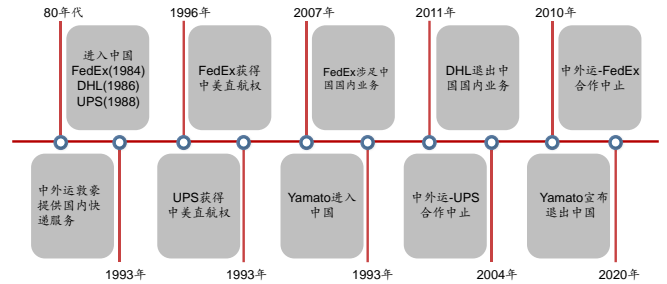 80年代
1996年
2007年
2011年
2010年
进入中国
FedEx(1984)
DHL(1986)
UPS(1988)
FedEx获得
中美直航权
FedEx涉足中
国国内业务
DHL退出中
国国内业务
中外运-FedEx
合作中止
中外运敦豪
提供国内快
递服务
UPS获得
中美直航权
Yamato进入
中国
中外运-UPS
合作中止
Yamato宣布
退出中国
1993年
1993年
1993年
2004年
2020年